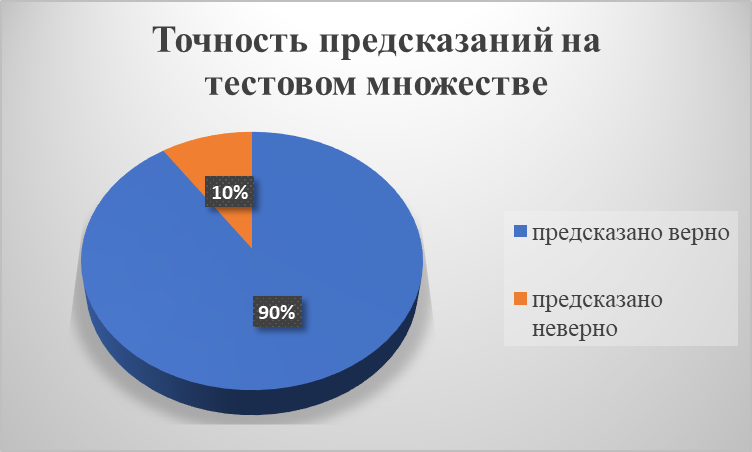 Точность предсказаний на
тестовом множестве
10%
90%
предсказано верно
предсказано
неверно